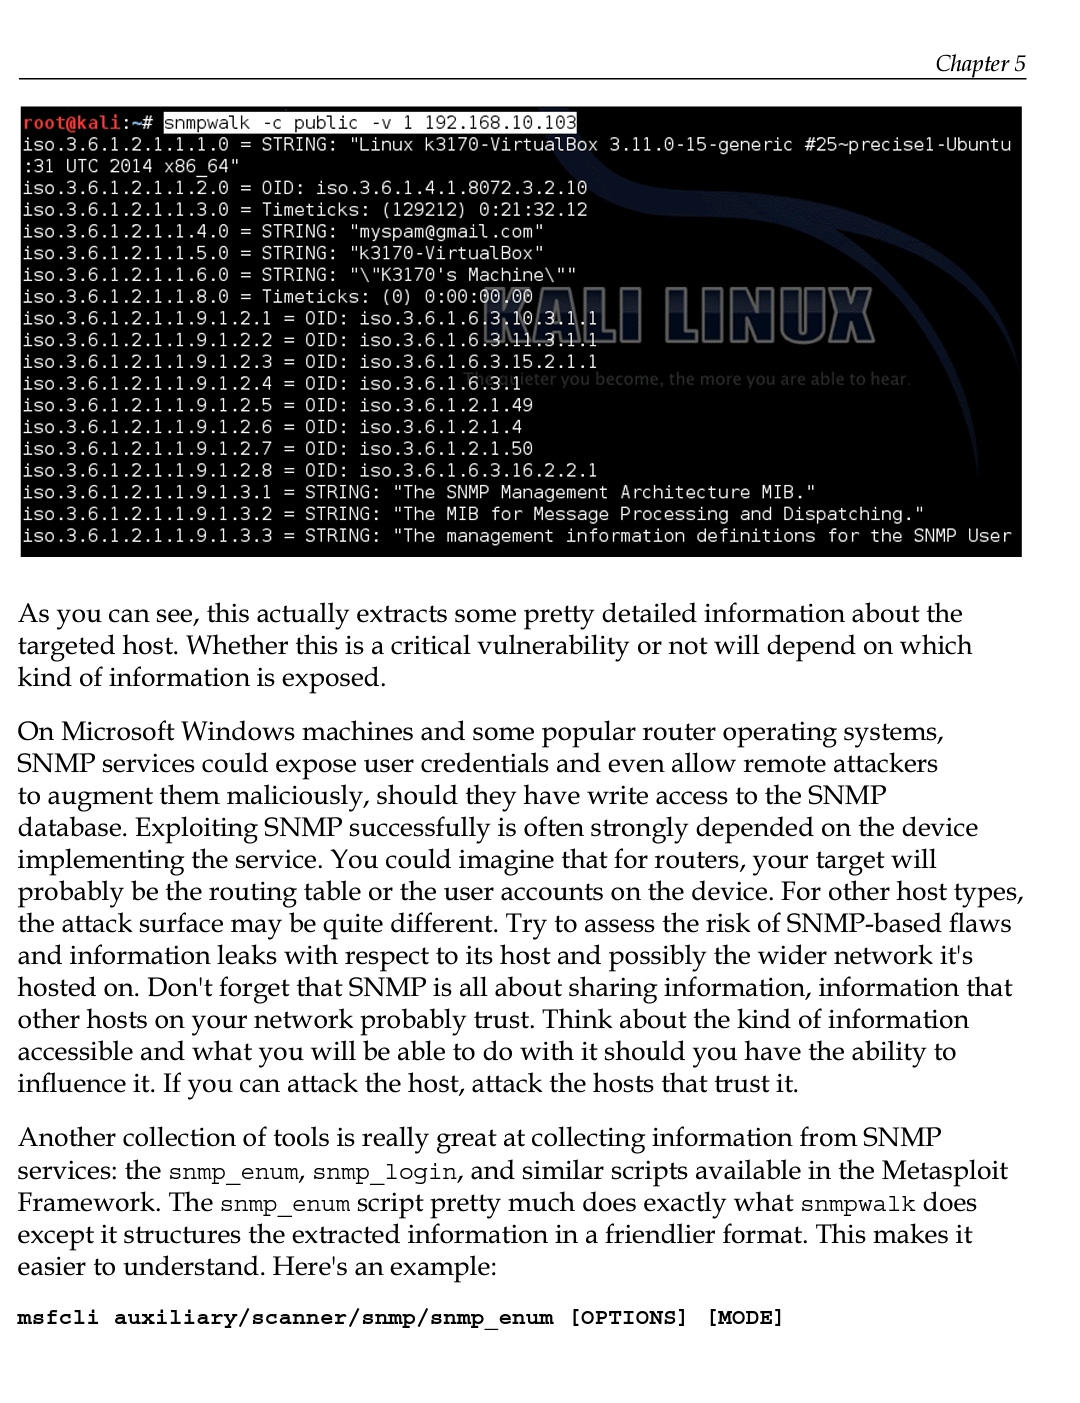 Chapter 5
root@kali:~# snmpwalk -c public -v 1 192.168.10.103
iso.3.6.1.2.1.1.1.0 = STRING: "Linux k3170-VirtualBox 3.11.0-15-generic #25~precise1-Ubuntu
:31 UTC 2014 x86_64"
iso.3.6.1.2.1.1.2.0 = OID: iso.3.6.1.4.1.8072.3.2.10
iso.3.6.1.2.1.1.3.0 = Timeticks: (129212) 0:21:32.12
iso.3.6.1.2.1.1.4.0 = STRING: "myspam@gmail.com"
iso.3.6.1.2.1.1.5.0 = STRING: "k3170-VirtualBox"
iso.3.6.1.2.1.1.6.0 = STRING: "\"K3170's Machine\""
iso.3.6.1.2.1.1.8.0 = Timeticks: (0) 0:00:00.00
iso.3.6.1.2.1.1.9.1.2.1 = OID: iso.3.6.1.6.3.10.3.1.1
iso.3.6.1.2.1.1.9.1.2.2 = OID: iso.3.6.1.6.3.11.3.1.1
KALI LINUX
iso.3.6.1.2.1.1.9.1.2.3 = OID: iso.3.6.1.6.3.15.2.1.1
iso.3.6.1.2.1.1.9.1.2.4 = OID: iso.3.6.1.6.3.1
The quieter you become, the more you are able to hear.
iso.3.6.1.2.1.1.9.1.2.5 = OID: iso.3.6.1.2.1.49
iso.3.6.1.2.1.1.9.1.2.6 = OID: iso.3.6.1.2.1.4
iso.3.6.1.2.1.1.9.1.2.7 = OID: iso.3.6.1.2.1.50
iso.3.6.1.2.1.1.9.1.2.8 = OID: iso.3.6.1.6.3.16.2.2.1
iso.3.6.1.2.1.1.9.1.3.1 = STRING: "The SNMP Management Architecture MIB."
iso.3.6.1.2.1.1.9.1.3.2 = STRING: "The MIB for Message Processing and Dispatching."
iso.3.6.1.2.1.1.9.1.3.3 = STRING: "The management information definitions for the SNMP User
As you can see, this actually extracts some pretty detailed information about the
targeted host. Whether this is a critical vulnerability or not will depend on which
kind of information is exposed.
On Microsoft Windows machines and some popular router operating systems,
SNMP services could expose user credentials and even allow remote attackers
to augment them maliciously, should they have write access to the SNMP
database. Exploiting SNMP successfully is often strongly depended on the device
implementing the service. You could imagine that for routers, your target will
probably be the routing table or the user accounts on the device. For other host types,
the attack surface may be quite different. Try to assess the risk of SNMP-based flaws
and information leaks with respect to its host and possibly the wider network it's
hosted on. Don't forget that SNMP is all about sharing information, information that
other hosts on your network probably trust. Think about the kind of information
accessible and what you will be able to do with it should you have the ability to
influence it. If you can attack the host, attack the hosts that trust it.
Another collection of tools is really great at collecting information from SNMP
services: the snmp_enum, snmp_login, and similar scripts available in the Metasploit
Framework. The snmp_enum script pretty much does exactly what snmpwalk does
except it structures the extracted information in a friendlier format. This makes it
easier to understand. Here's an example:
msfcli auxiliary/scanner/snmp/snmp_enum [OPTIONS] [MODE]